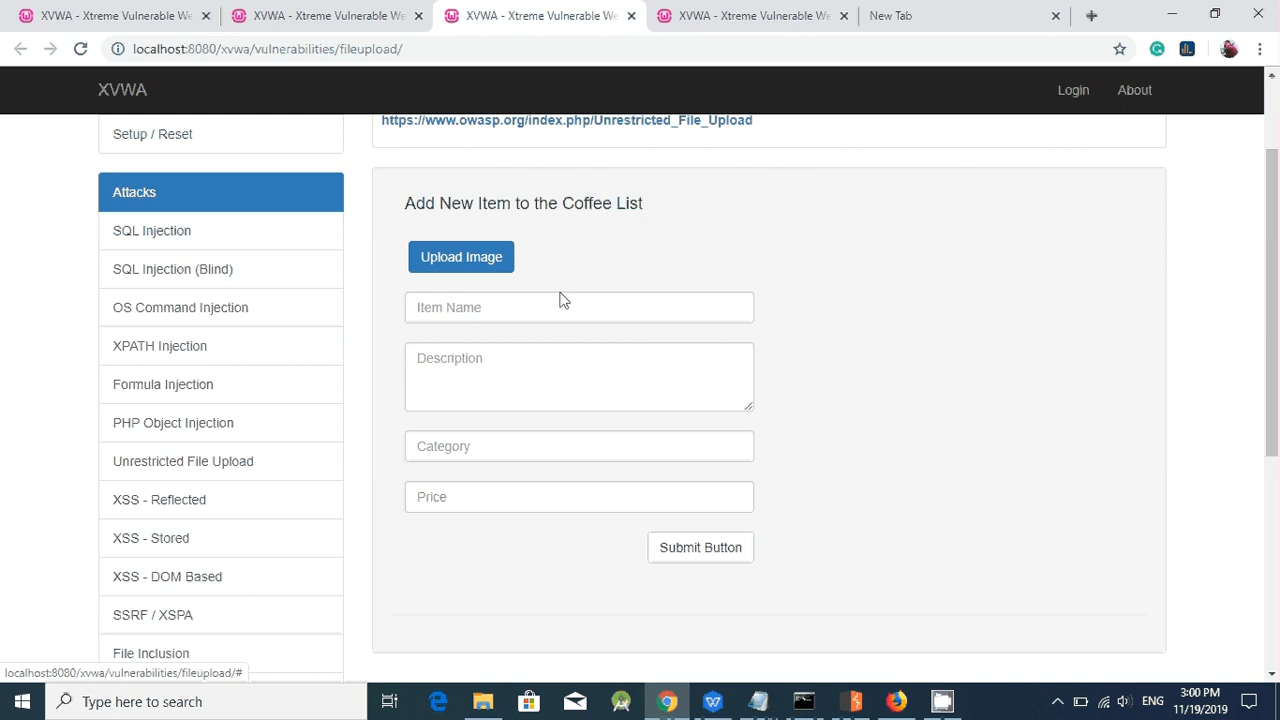 XVWA - Xtreme Vulnerable We
XVWA - Xtreme Vulnerable We
XVWA - Xtreme Vulnerable We
XVWA - Xtreme Vulnerable We
New Tab
localhost:8080/xvwa/vulnerabilities/fileupload/
XVWA
Login
About
Setup / Reset
https://www.owasp.org/index.php/Unrestricted_File_Upload
Attacks
SQL Injection
SQL Injection (Blind)
OS Command Injection
XPATH Injection
Formula Injection
PHP Object Injection
Unrestricted File Upload
XSS - Reflected
XSS - Stored
XSS - DOM Based
SSRF / XSPA
File Inclusion
Add New Item to the Coffee List
Upload Image
Item Name
Description
Category
Price
Submit Button
localhost:8080/xvwa/vulnerabilities/fileupload/#
Type here to search
ENG
3:00 PM
11/19/2019